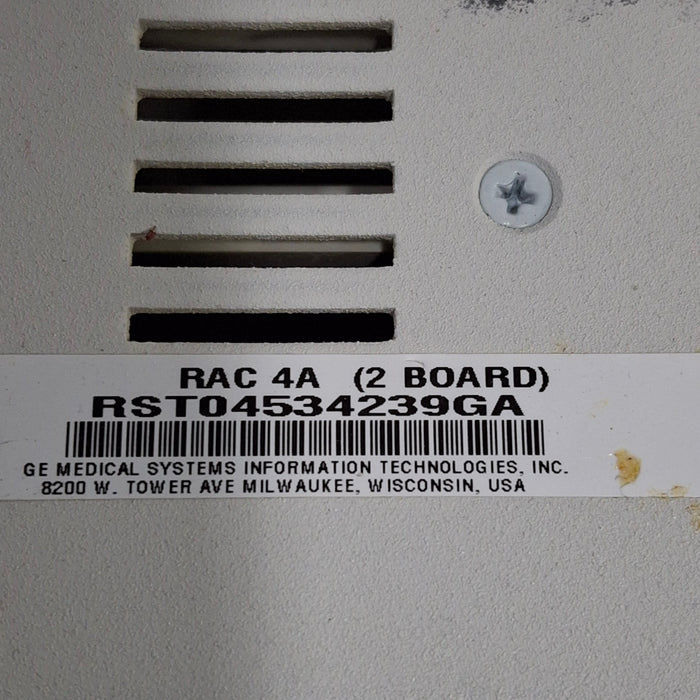 RAC 4A (2 BOARD)
RST04534239GA
GE MEDICAL SYSTEMS INFORMATION TECHNOLOGIES, INC.
8200 W. TOWER AVE MILWAUKEE, WISCONSIN, USA